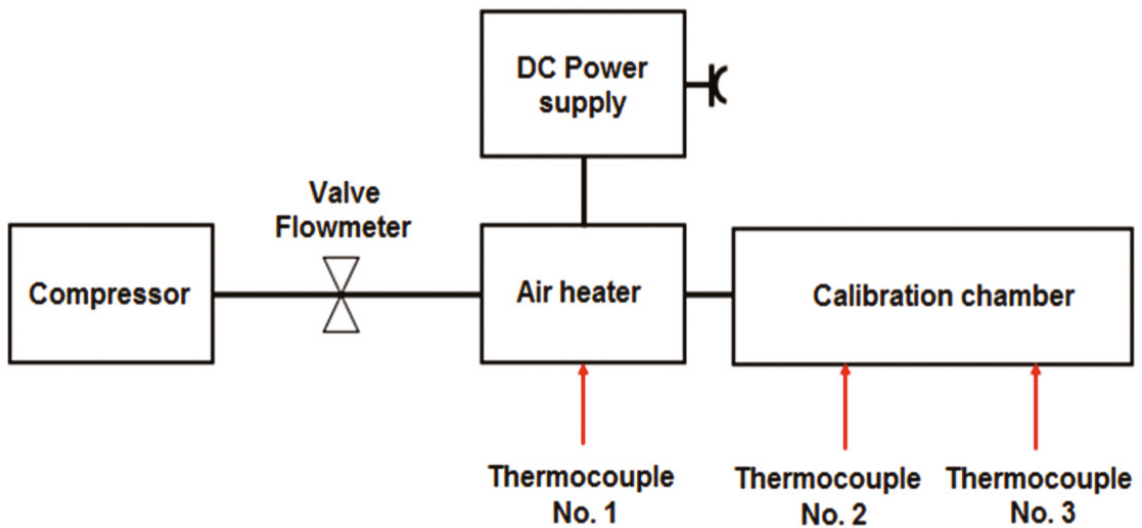 DC Power
supply
Valve
Flowmeter
Compressor
Air heater
Calibration chamber
Thermocouple
No. 1
Thermocouple
No. 2
Thermocouple
No. 3